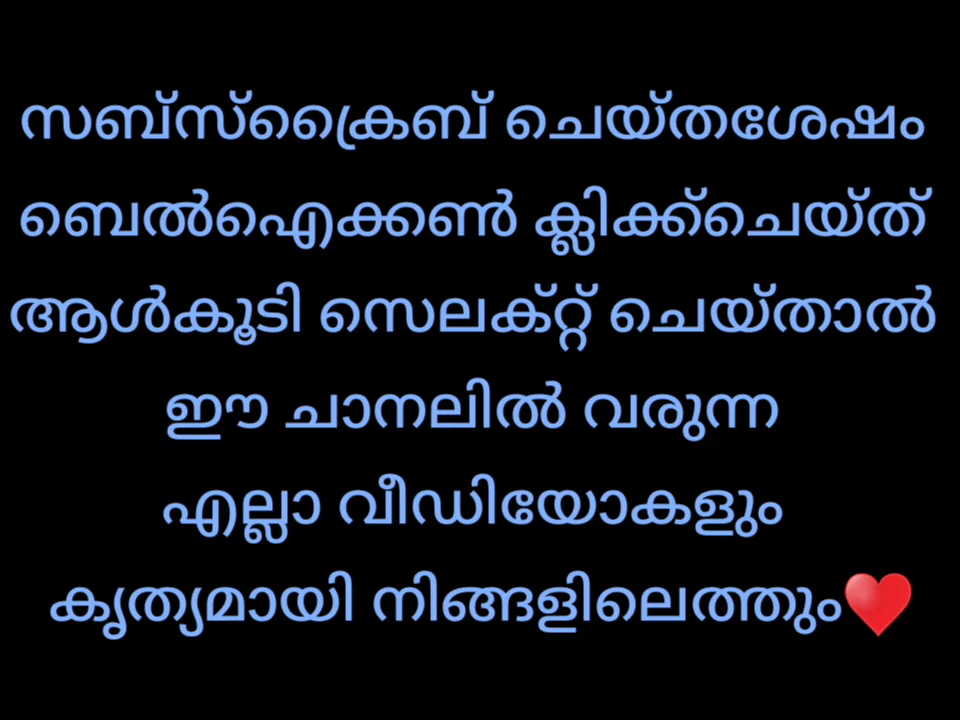 സബ്സ്ക്രൈബ് ചെയ്തശേഷം
ബെൽഐക്കൺ ക്ലിക്ക്ചെയ്ത്
ആൾകൂടി സെലക്റ്റ് ചെയ്താൽ
ഈ ചാനലിൽ വരുന്ന
എല്ലാ വീഡിയോകളും
കൃത്യമായി നിങ്ങളിലെത്തും♥️